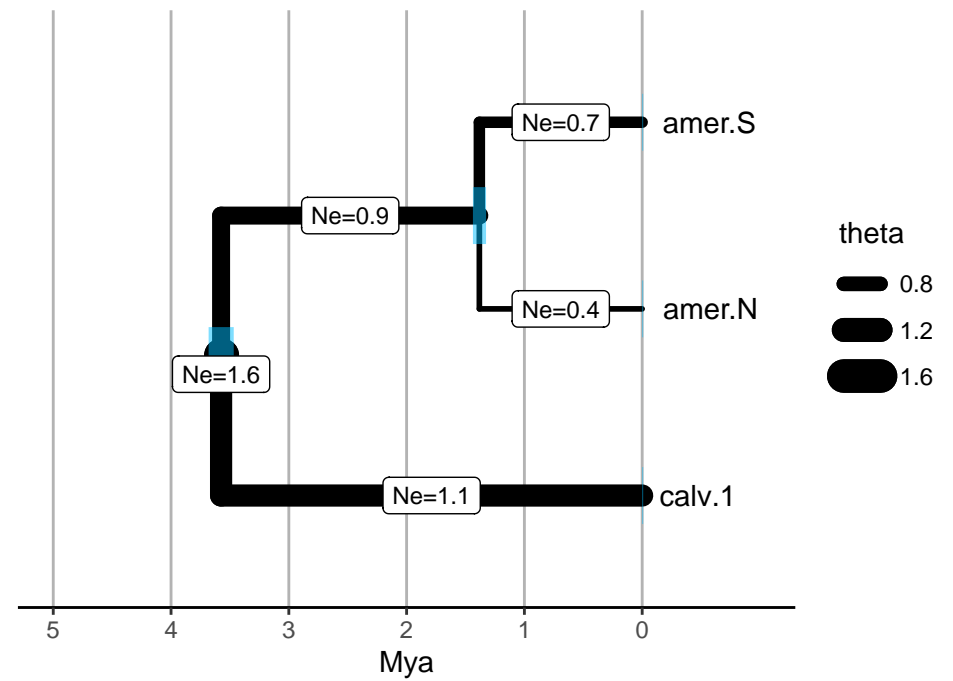 Ne=0.7
amer.S
Ne=0.9
theta
0.8
Ne=0.4
amer.N
1.2
Ne=1.6
1.6
Ne=1.1
calv.1
5 4 3 2 1 0
Mya